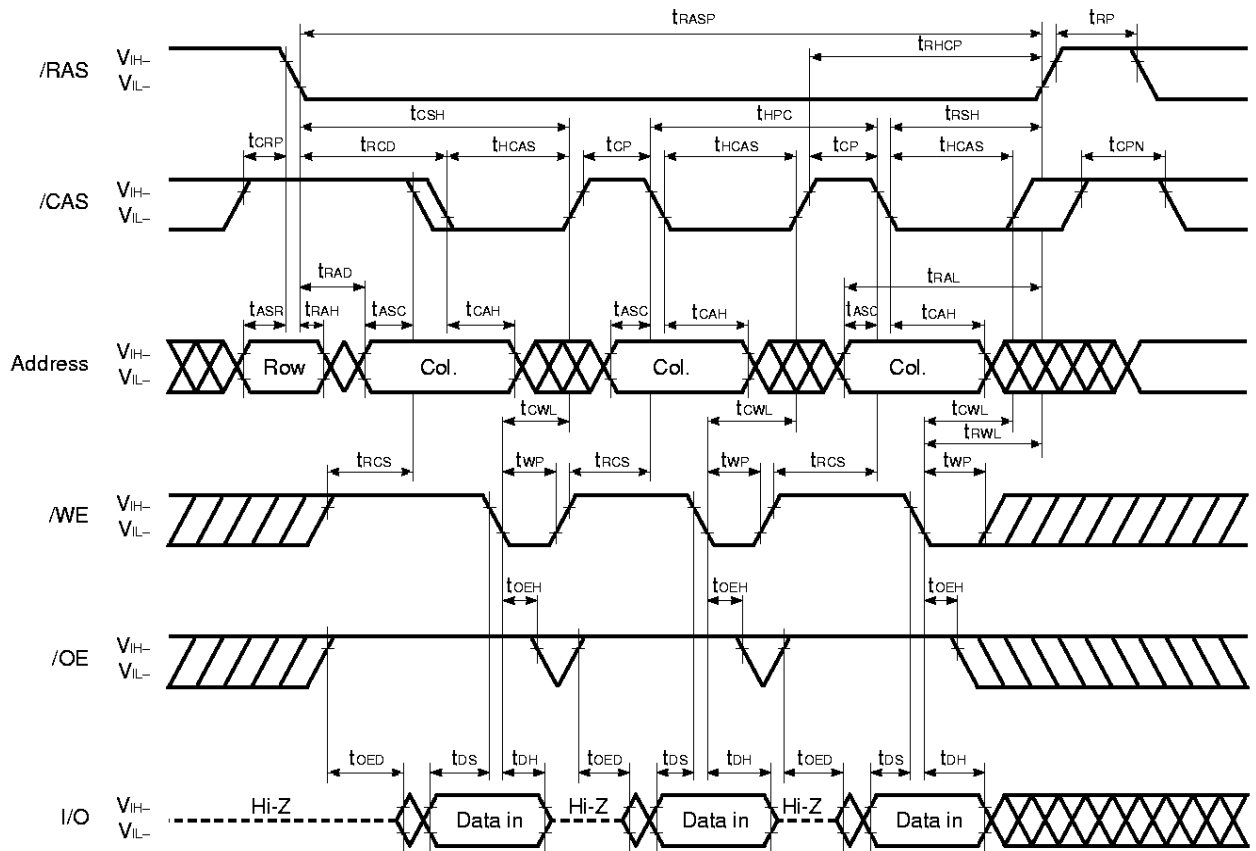 tRASP tRP
tRHCP
/RAS VIH– VIL–
tCSH tHPC tRSH
tCRP tRCD tHCAS tCP tHCAS tCP tHCAS tCPN
/CAS VIH– VIL–
tRAD tRAL
tASR tRAH tASC tCAH tASC tCAH tASC tCAH
Address VIH– VIL– Row Col. Col. Col.
tCWL tCWL tCWL
tRWL
tRCS tWP tRCS tWP tRCS tWP
/WE VIH– VIL–
tOEH tOEH tOEH
/OE VIH– VIL–
tOED tDS tDH tOED tDS tDH tOED tDS tDH
I/O VIH– VIL– Hi-Z Data in Hi-Z Data in Hi-Z Data in